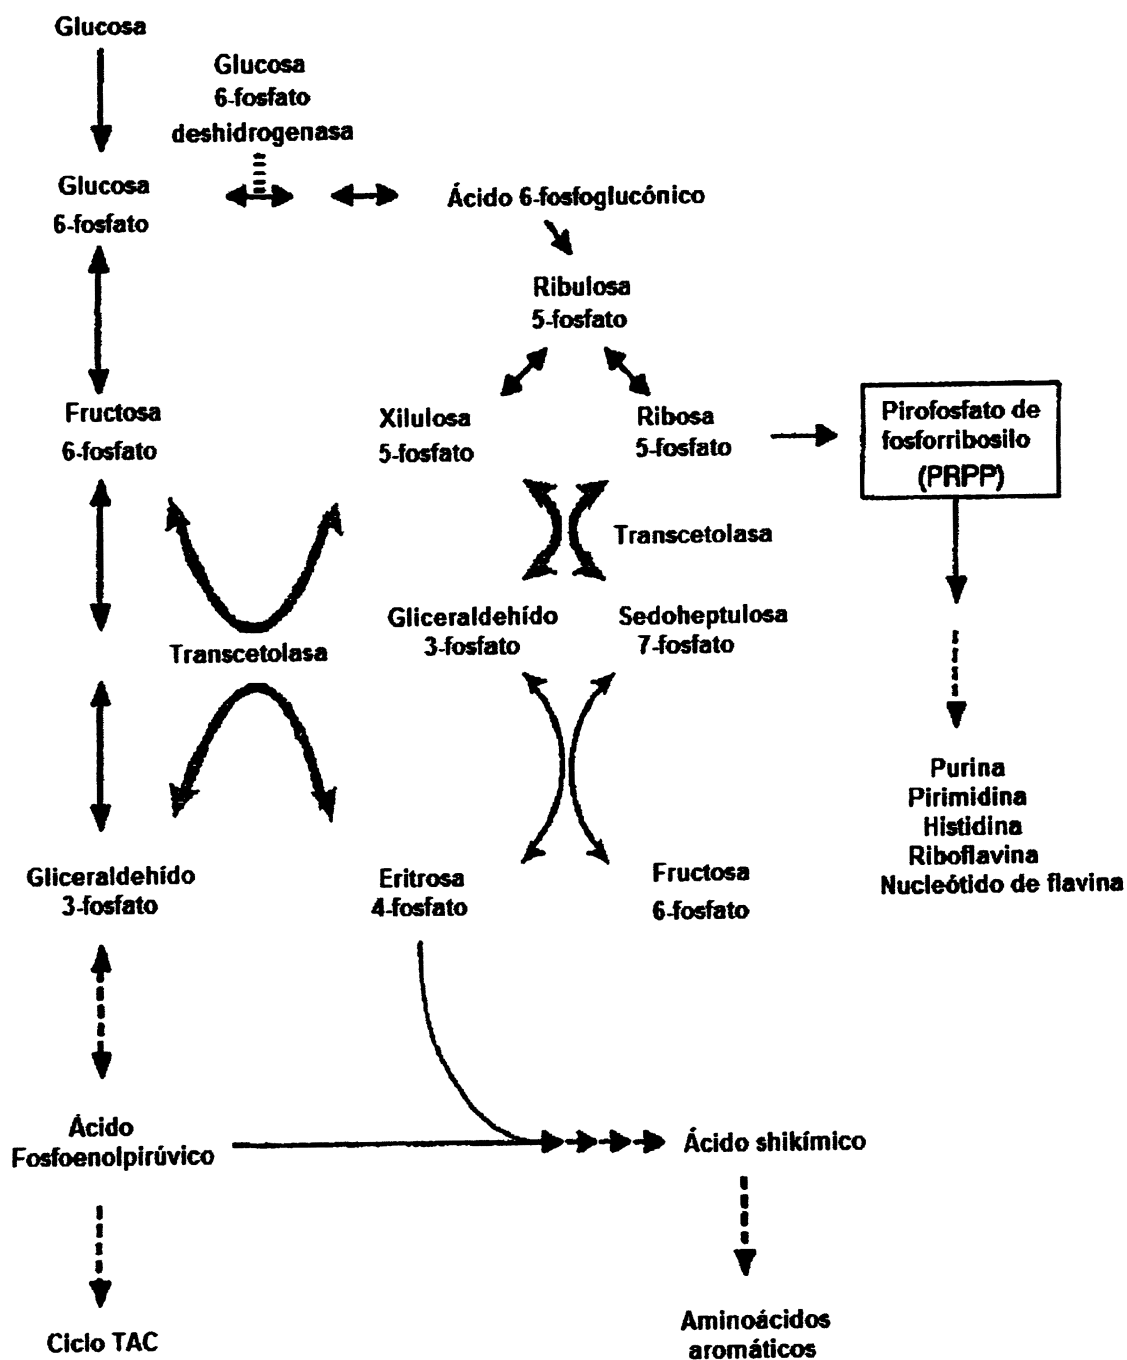 Glucosa
Glucosa
6-fosfato
deshidrogenasa
Glucosa
6-fosfato
Ácido 6-fosfoglucónico
Ribulosa
5-fosfato
Fructosa
6-fosfato
Xilulosa
5-fosfato
Ribosa
5-fosfato
Pirofosfato de
fosforribosilo
(PRPP)
Transcetolasa
Gliceraldehído
3-fosfato
Sedoheptulosa
7-fosfato
Transcetolasa
Purina
Pirimidina
Histidina
Riboflavina
Nucleótido de flavina
Gliceraldehído
3-fosfato
Eritrosa
4-fosfato
Fructosa
6-fosfato
Ácido
Fosfoenolpirúvico
Ácido shikímico
Ciclo TAC
Aminoácidos
aromáticos